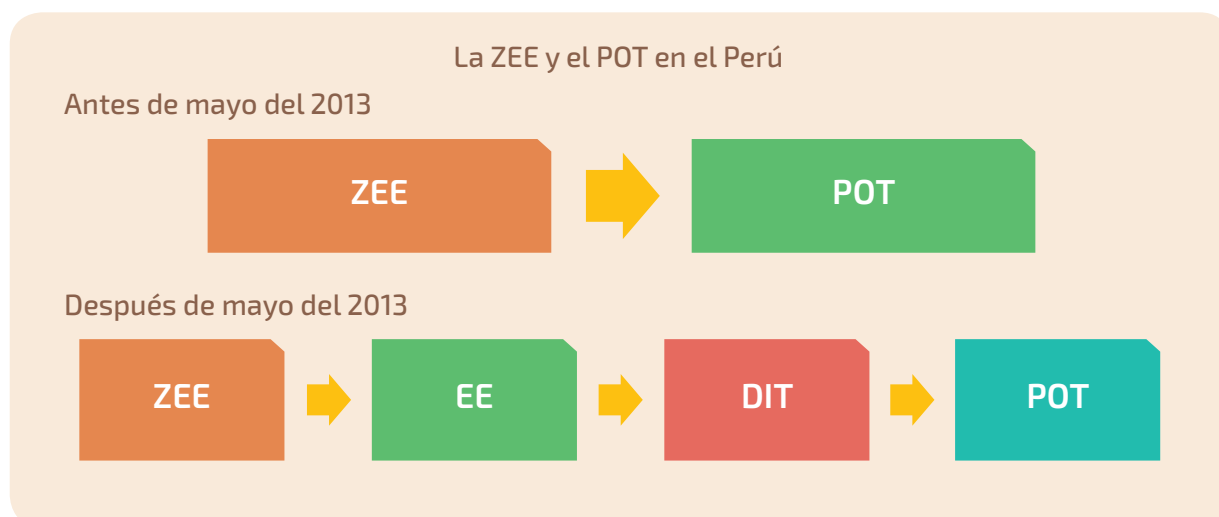 La ZEE y el POT en el Perú
Antes de mayo del 2013
ZEE
POT
Después de mayo del 2013
ZEE
EE
DIT
POT